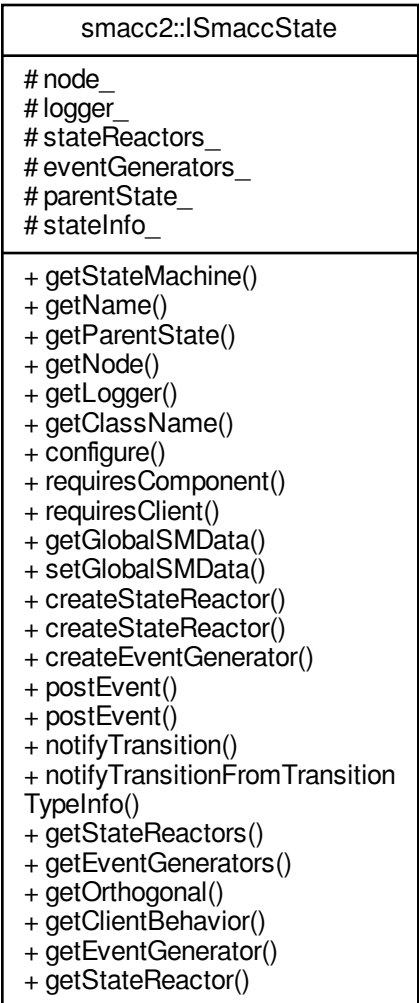 smacc2::ISmaccState
# node_
# logger_
# stateReactors_
# eventGenerators_
# parentState_
# stateInfo_
+ getStateMachine()
+ getName()
+ getParentState()
+ getNode()
+ getLogger()
+ getClassName()
+ configure()
+ requiresComponent()
+ requiresClient()
+ getGlobalSMData()
+ setGlobalSMData()
+ createStateReactor()
+ createStateReactor()
+ createEventGenerator()
+ postEvent()
+ postEvent()
+ notifyTransition()
+ notifyTransitionFromTransition
TypeInfo()
+ getStateReactors()
+ getEventGenerators()
+ getOrthogonal()
+ getClientBehavior()
+ getEventGenerator()
+ getStateReactor()